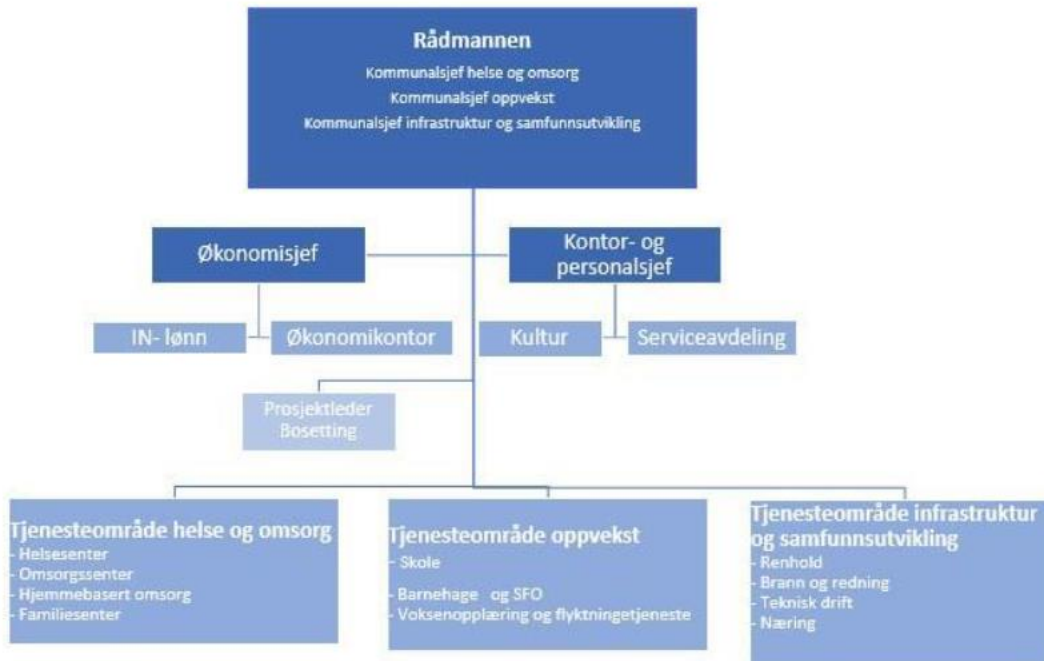 Rådmannen
Kommunalsjef helse og omsorg
Kommunalsjef oppvekst
Kommunalsjef infrastruktur og samfunnsutvikling
Økonomisjef
Kontor- og
personalsjef
IN- lønn
Økonomikontor
Kultur
Serviceavdeling
Prosjektleder
Bosetting
Tjenesteområde helse og omsorg
- Helsesenter
- Omsorgssenter
- Hjemmebasert omsorg
- Familiesenter
Tjenesteområde oppvekst
- Skole
- Barnehage og SFO
- Voksenopplæring og flyktningetjeneste
Tjenesteområde infrastruktur
og samfunnsutvikling
- Renhold
- Brann og redning
- Teknisk drift
- Næring